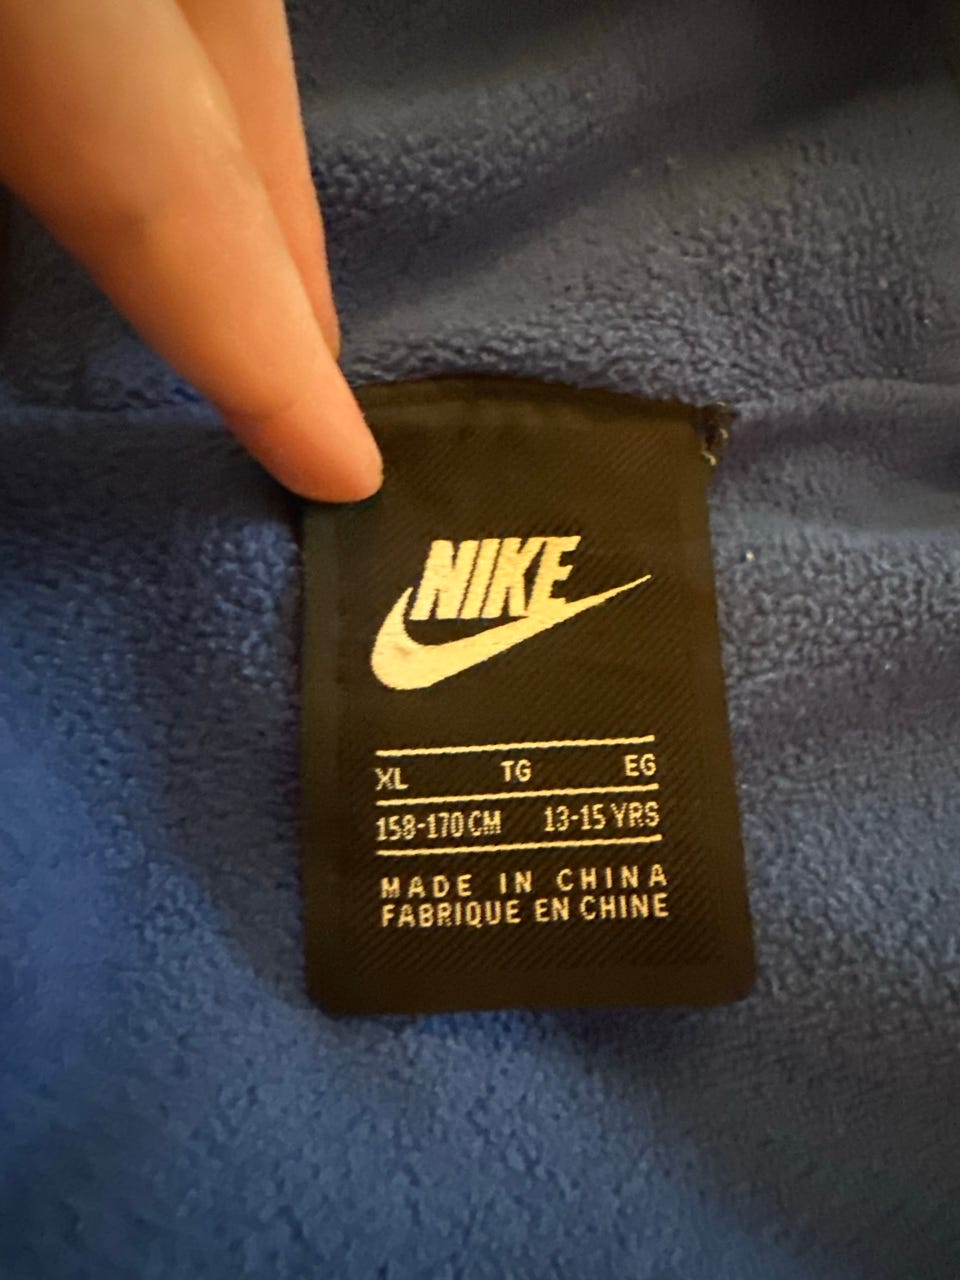 NIKE
XL TG EG
158-170 CM 13-15 YRS
MADE IN CHINA
FABRIQUE EN CHINE